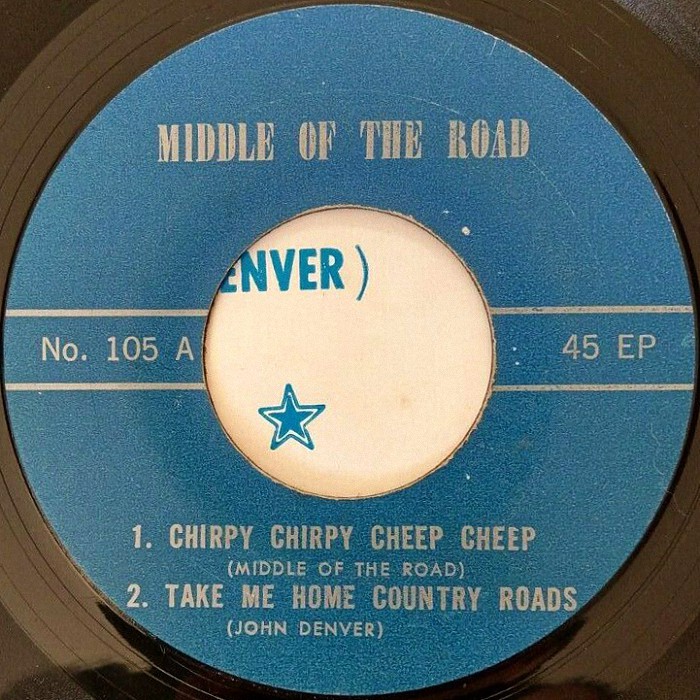 MIDDLE OF THE ROAD
ENVER)
No. 105 A
45 EP
1. CHIRPY CHIRPY CHEEP CHEEP
(MIDDLE OF THE ROAD)
2. TAKE ME HOME COUNTRY ROADS
(JOHN DENVER)